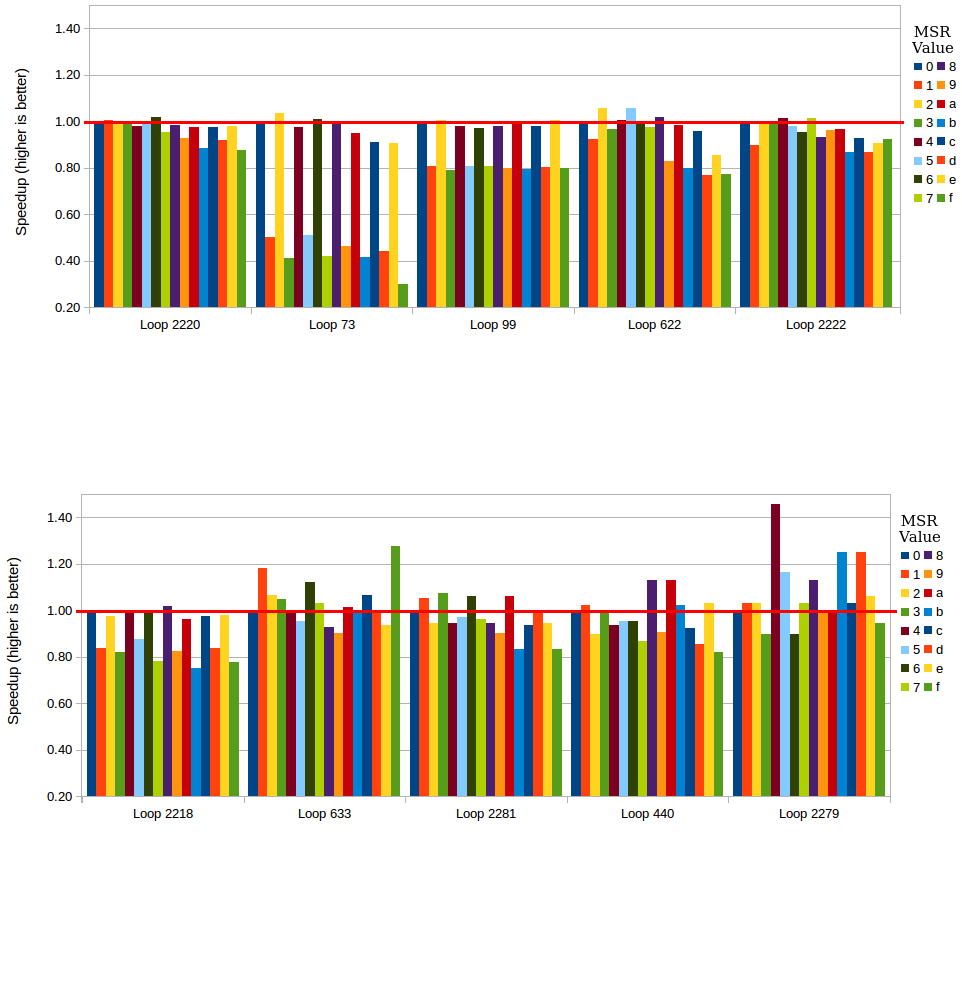 1.40
1.20
1.00
0.80
0.60
0.40
0.20
Speedup (higher is better)
Loop 2220
Loop 73
Loop 99
Loop 622
Loop 2222
MSR
Value
0 8
1 9
2 a
3 b
4 c
5 d
6 e
7 f
1.40
1.20
1.00
0.80
0.60
0.40
0.20
Speedup (higher is better)
Loop 2218
Loop 633
Loop 2281
Loop 440
Loop 2279
MSR
Value
0 8
1 9
2 a
3 b
4 c
5 d
6 e
7 f